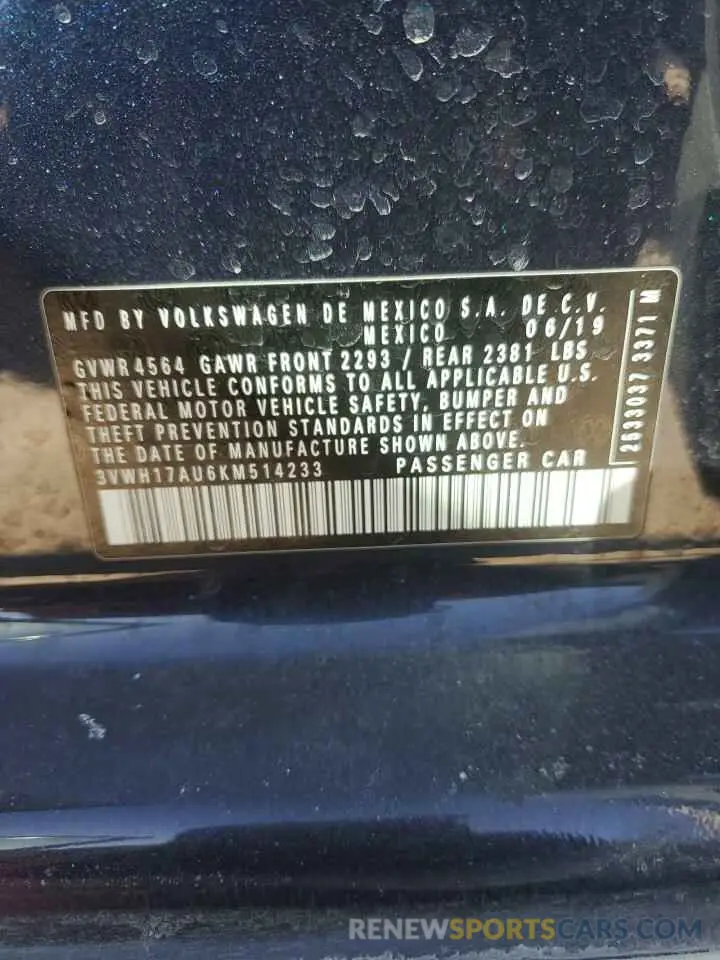 MFD BY VOLKSWAGEN DE MEXICO S.A. DE C.V.
MEXICO 06/19
GVWR 4564 GAWR FRONT 2293 / REAR 2381 LBS
THIS VEHICLE CONFORMS TO ALL APPLICABLE U.S.
FEDERAL MOTOR VEHICLE SAFETY, BUMPER AND
THEFT PREVENTION STANDARDS IN EFFECT ON
THE DATE OF MANUFACTURE SHOWN ABOVE.
3VWH17AU6KM514233 PASSENGER CAR
2533037 3371 M
RENEWSPORTSCARS.COM